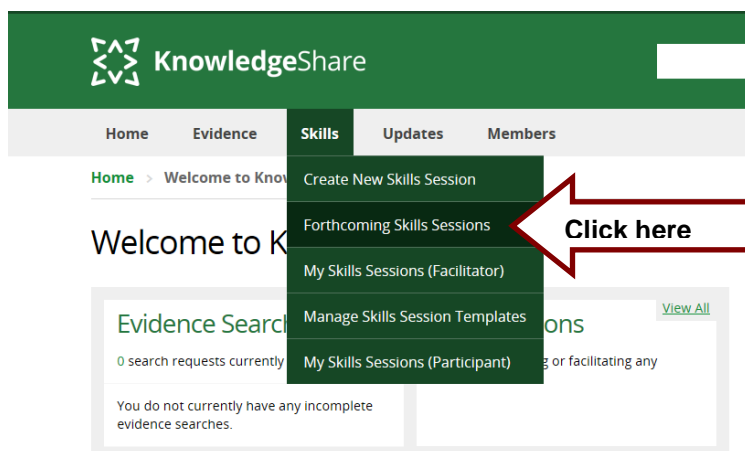 KnowledgeShare
Home Evidence Skills Updates Members
Home > Welcome to Know
Create New Skills Session
Forthcoming Skills Sessions
Click here
Welcome to K
My Skills Sessions (Facilitator)
Manage Skills Session Templates
My Skills Sessions (Participant)
View All
Evidence Search
ons
0 search requests currently
g or facilitating any
You do not currently have any incomplete
evidence searches.